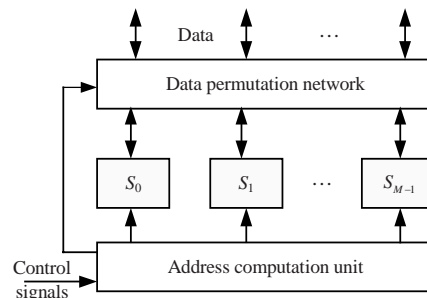 Data ...
Data permutation network
S0 S1 ... SM−1
Control signals
Address computation unit